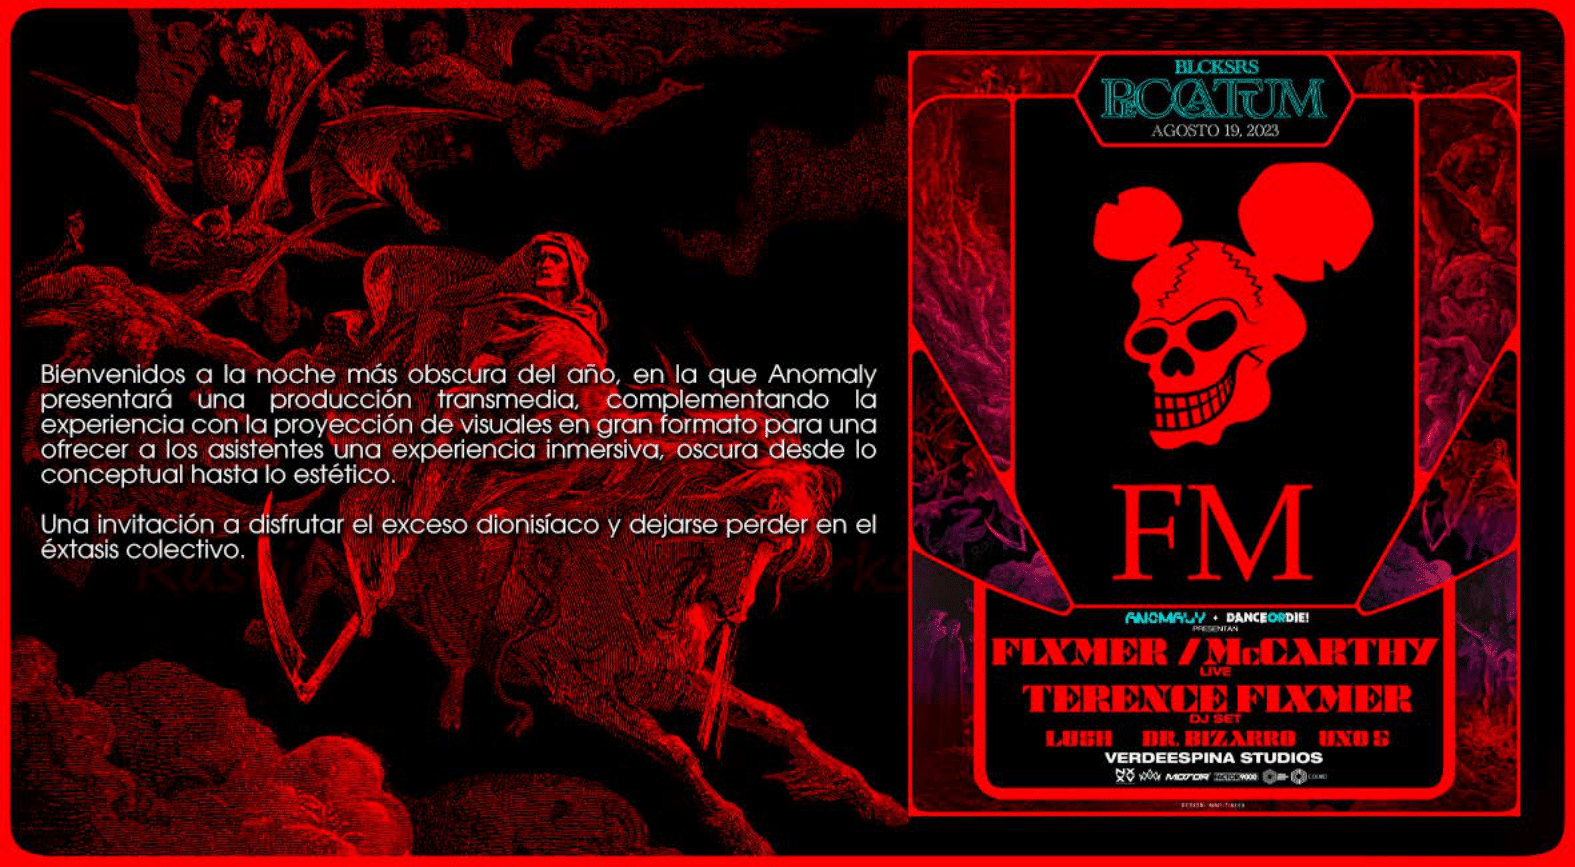 Bienvenidos a la noche más obscura del año, en la que Anomaly
presentará una producción transmedia, complementando la
experiencia con la proyección de visuales en gran formato para una
ofrecer a los asistentes una experiencia inmersiva, oscura desde lo
conceptual hasta lo estético.
Una invitación a disfrutar el exceso dionisíaco y dejarse perder en el
éxtasis colectivo.
BLCKSRS
PECCATUM
AGOSTO 19, 2023
FM
ANOMALY + DANCEORDIE!
PRESENTAN
FIXMER / McCARTHY
LIVE
TERENCE FIXMER
DJ SET
DR. BIZARRO
VERDEESPINA STUDIOS
MOTOR